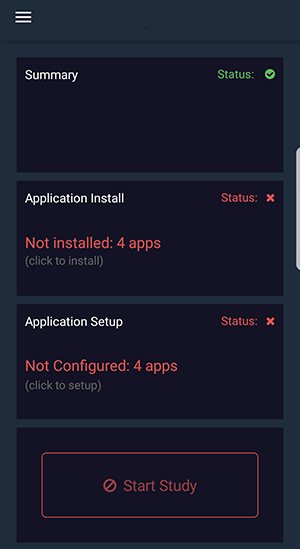 Summary Status:
Application Install Status:
Not installed: 4 apps
(click to install)
Application Setup Status:
Not Configured: 4 apps
(click to setup)
Start Study